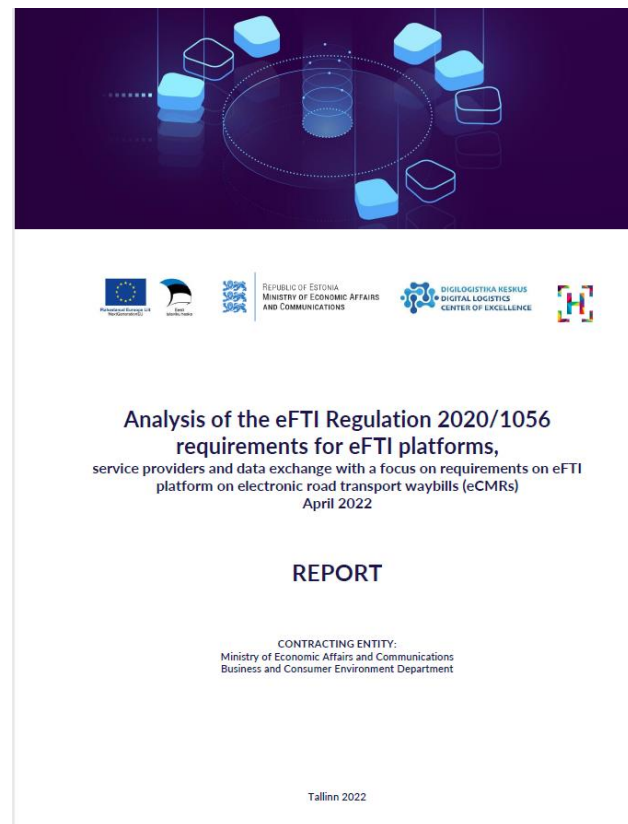 REPUBLIC OF ESTONIA
MINISTRY OF ECONOMIC AFFAIRS
AND COMMUNICATIONS
DIGILOGISTIKA KESKUS
DIGITAL LOGISTICS
CENTER OF EXCELLENCE
H
Analysis of the eFTI Regulation 2020/1056
requirements for eFTI platforms,
service providers and data exchange with a focus on requirements on eFTI
platform on electronic road transport waybills (eCMRs)
April 2022
REPORT
CONTRACTING ENTITY:
Ministry of Economic Affairs and Communications
Business and Consumer Environment Department
Tallinn 2022